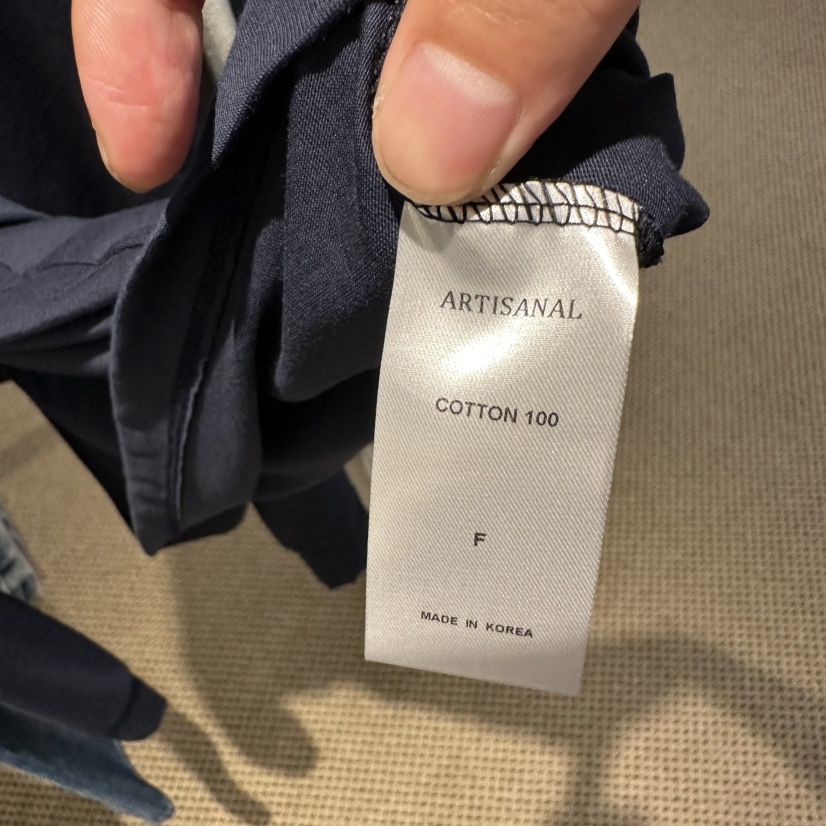 ARTISANAL
COTTON 100
F
MADE IN KOREA